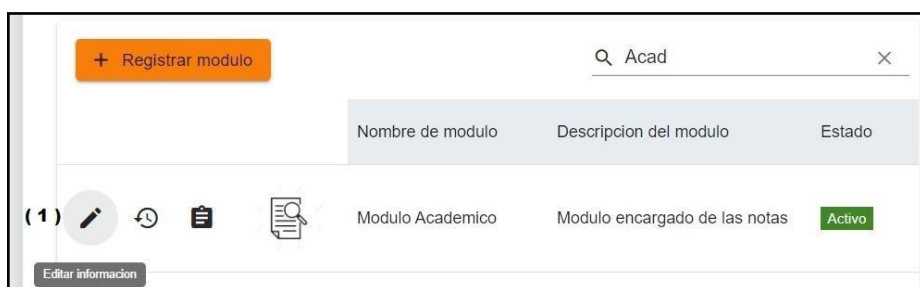 + Registrar modulo
Acad
Nombre de modulo Descripcion del modulo Estado
(1) Modulo Academico Modulo encargado de las notas Activo
Editar informacion